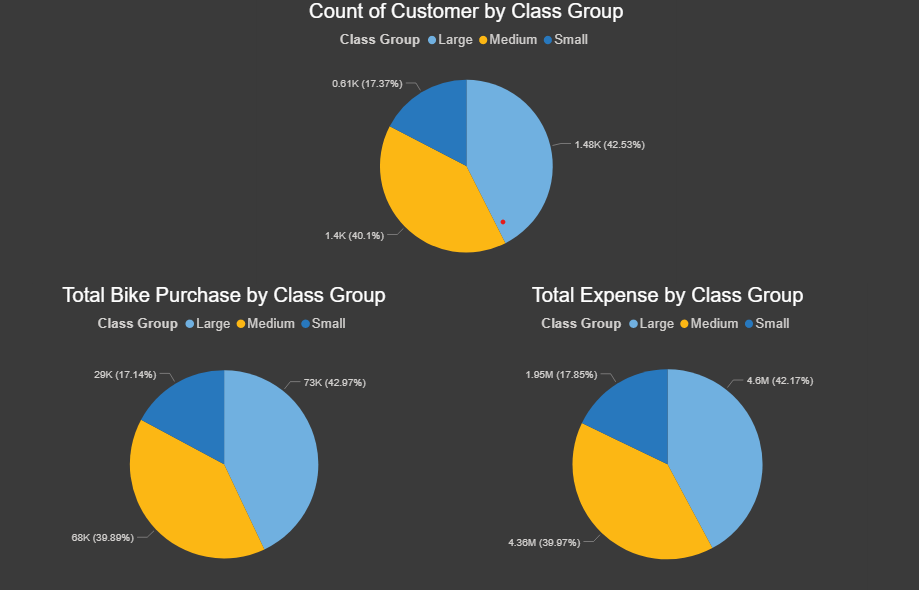 Count of Customer by Class Group
Class Group Large Medium Small
0.61K (17.37%)
1.48K (42.53%)
1.4K (40.1%)
Total Bike Purchase by Class Group
Class Group Large Medium Small
29K (17.14%)
73K (42.97%)
68K (39.89%)
Total Expense by Class Group
Class Group Large Medium Small
1.95M (17.85%)
4.6M (42.17%)
4.36M (39.97%)